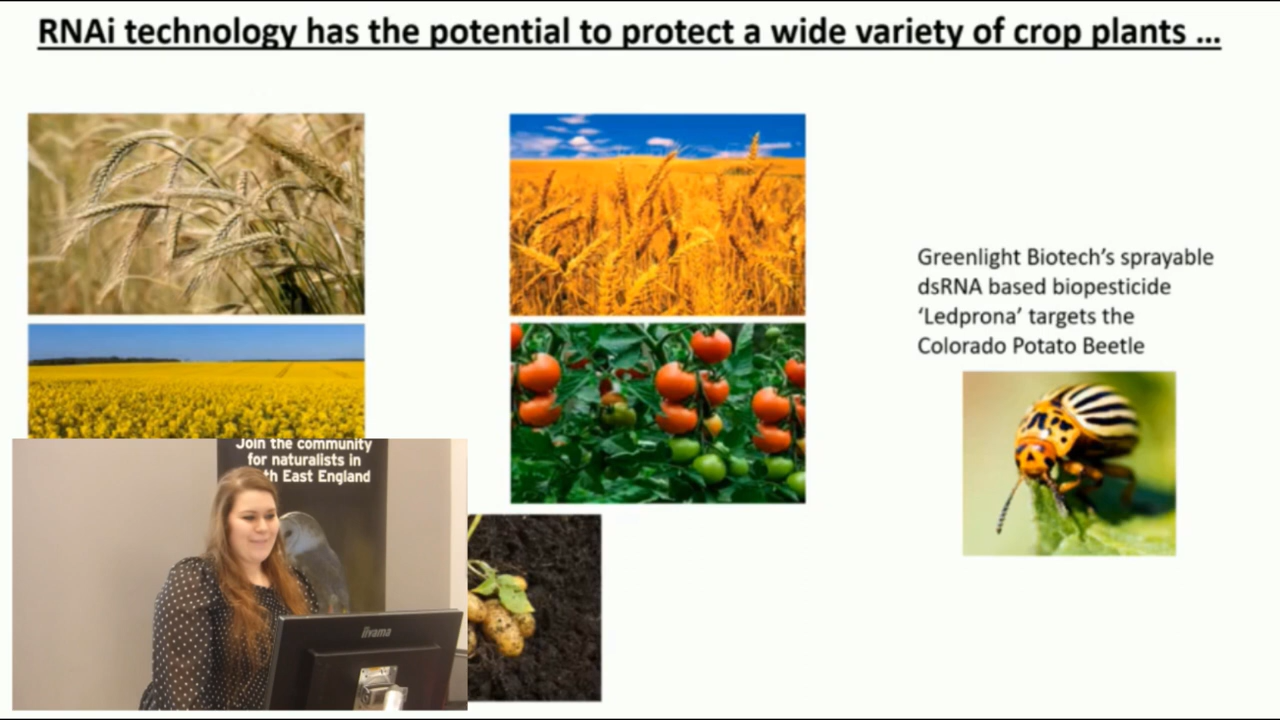 RNAi technology has the potential to protect a wide variety of crop plants ...
Greenlight Biotech's sprayable
dsRNA based biopesticide
‘Ledprona’ targets the
Colorado Potato Beetle
Join the community
for naturalists in
th East England
iiyama